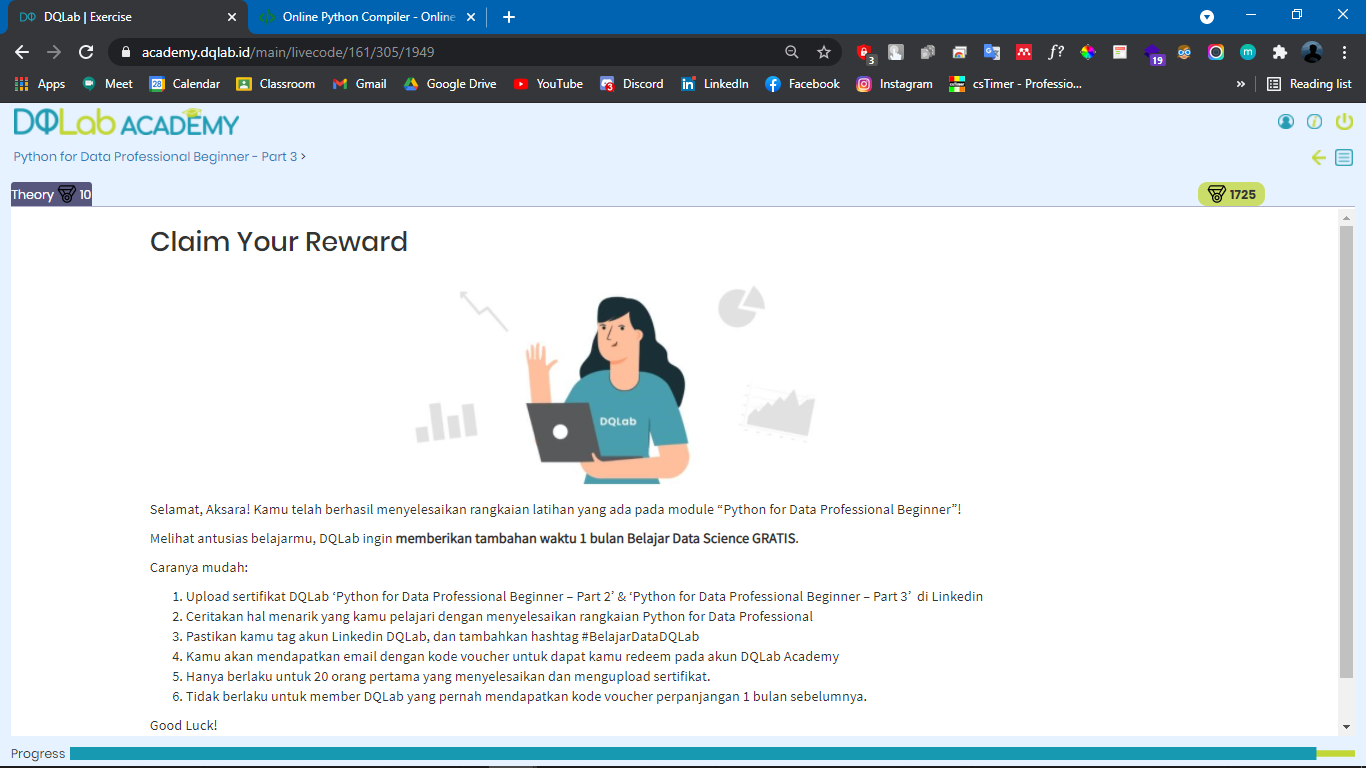 DQLab | Exercise
Online Python Compiler - Online
academy.dqlab.id/main/livecode/161/305/1949
3
f?
19
Apps
Meet
28 Calendar
Classroom
Gmail
Google Drive
YouTube
3 Discord
LinkedIn
Facebook
Instagram
csTimer - Professio...
»
Reading list
DQLab ACADEMY
Python for Data Professional Beginner - Part 3 >
Theory 10
1725
Claim Your Reward
DQLab
Selamat, Aksara! Kamu telah berhasil menyelesaikan rangkaian latihan yang ada pada module “Python for Data Professional Beginner”!
Melihat antusias belajarmu, DQLab ingin memberikan tambahan waktu 1 bulan Belajar Data Science GRATIS.
Caranya mudah:
1. Upload sertifikat DQLab ‘Python for Data Professional Beginner – Part 2’ & ‘Python for Data Professional Beginner – Part 3’ di Linkedin
2. Ceritakan hal menarik yang kamu pelajari dengan menyelesaikan rangkaian Python for Data Professional
3. Pastikan kamu tag akun Linkedin DQLab, dan tambahkan hashtag #BelajarDataDQLab
4. Kamu akan mendapatkan email dengan kode voucher untuk dapat kamu redeem pada akun DQLab Academy
5. Hanya berlaku untuk 20 orang pertama yang menyelesaikan dan mengupload sertifikat.
6. Tidak berlaku untuk member DQLab yang pernah mendapatkan kode voucher perpanjangan 1 bulan sebelumnya.
Good Luck!
Progress